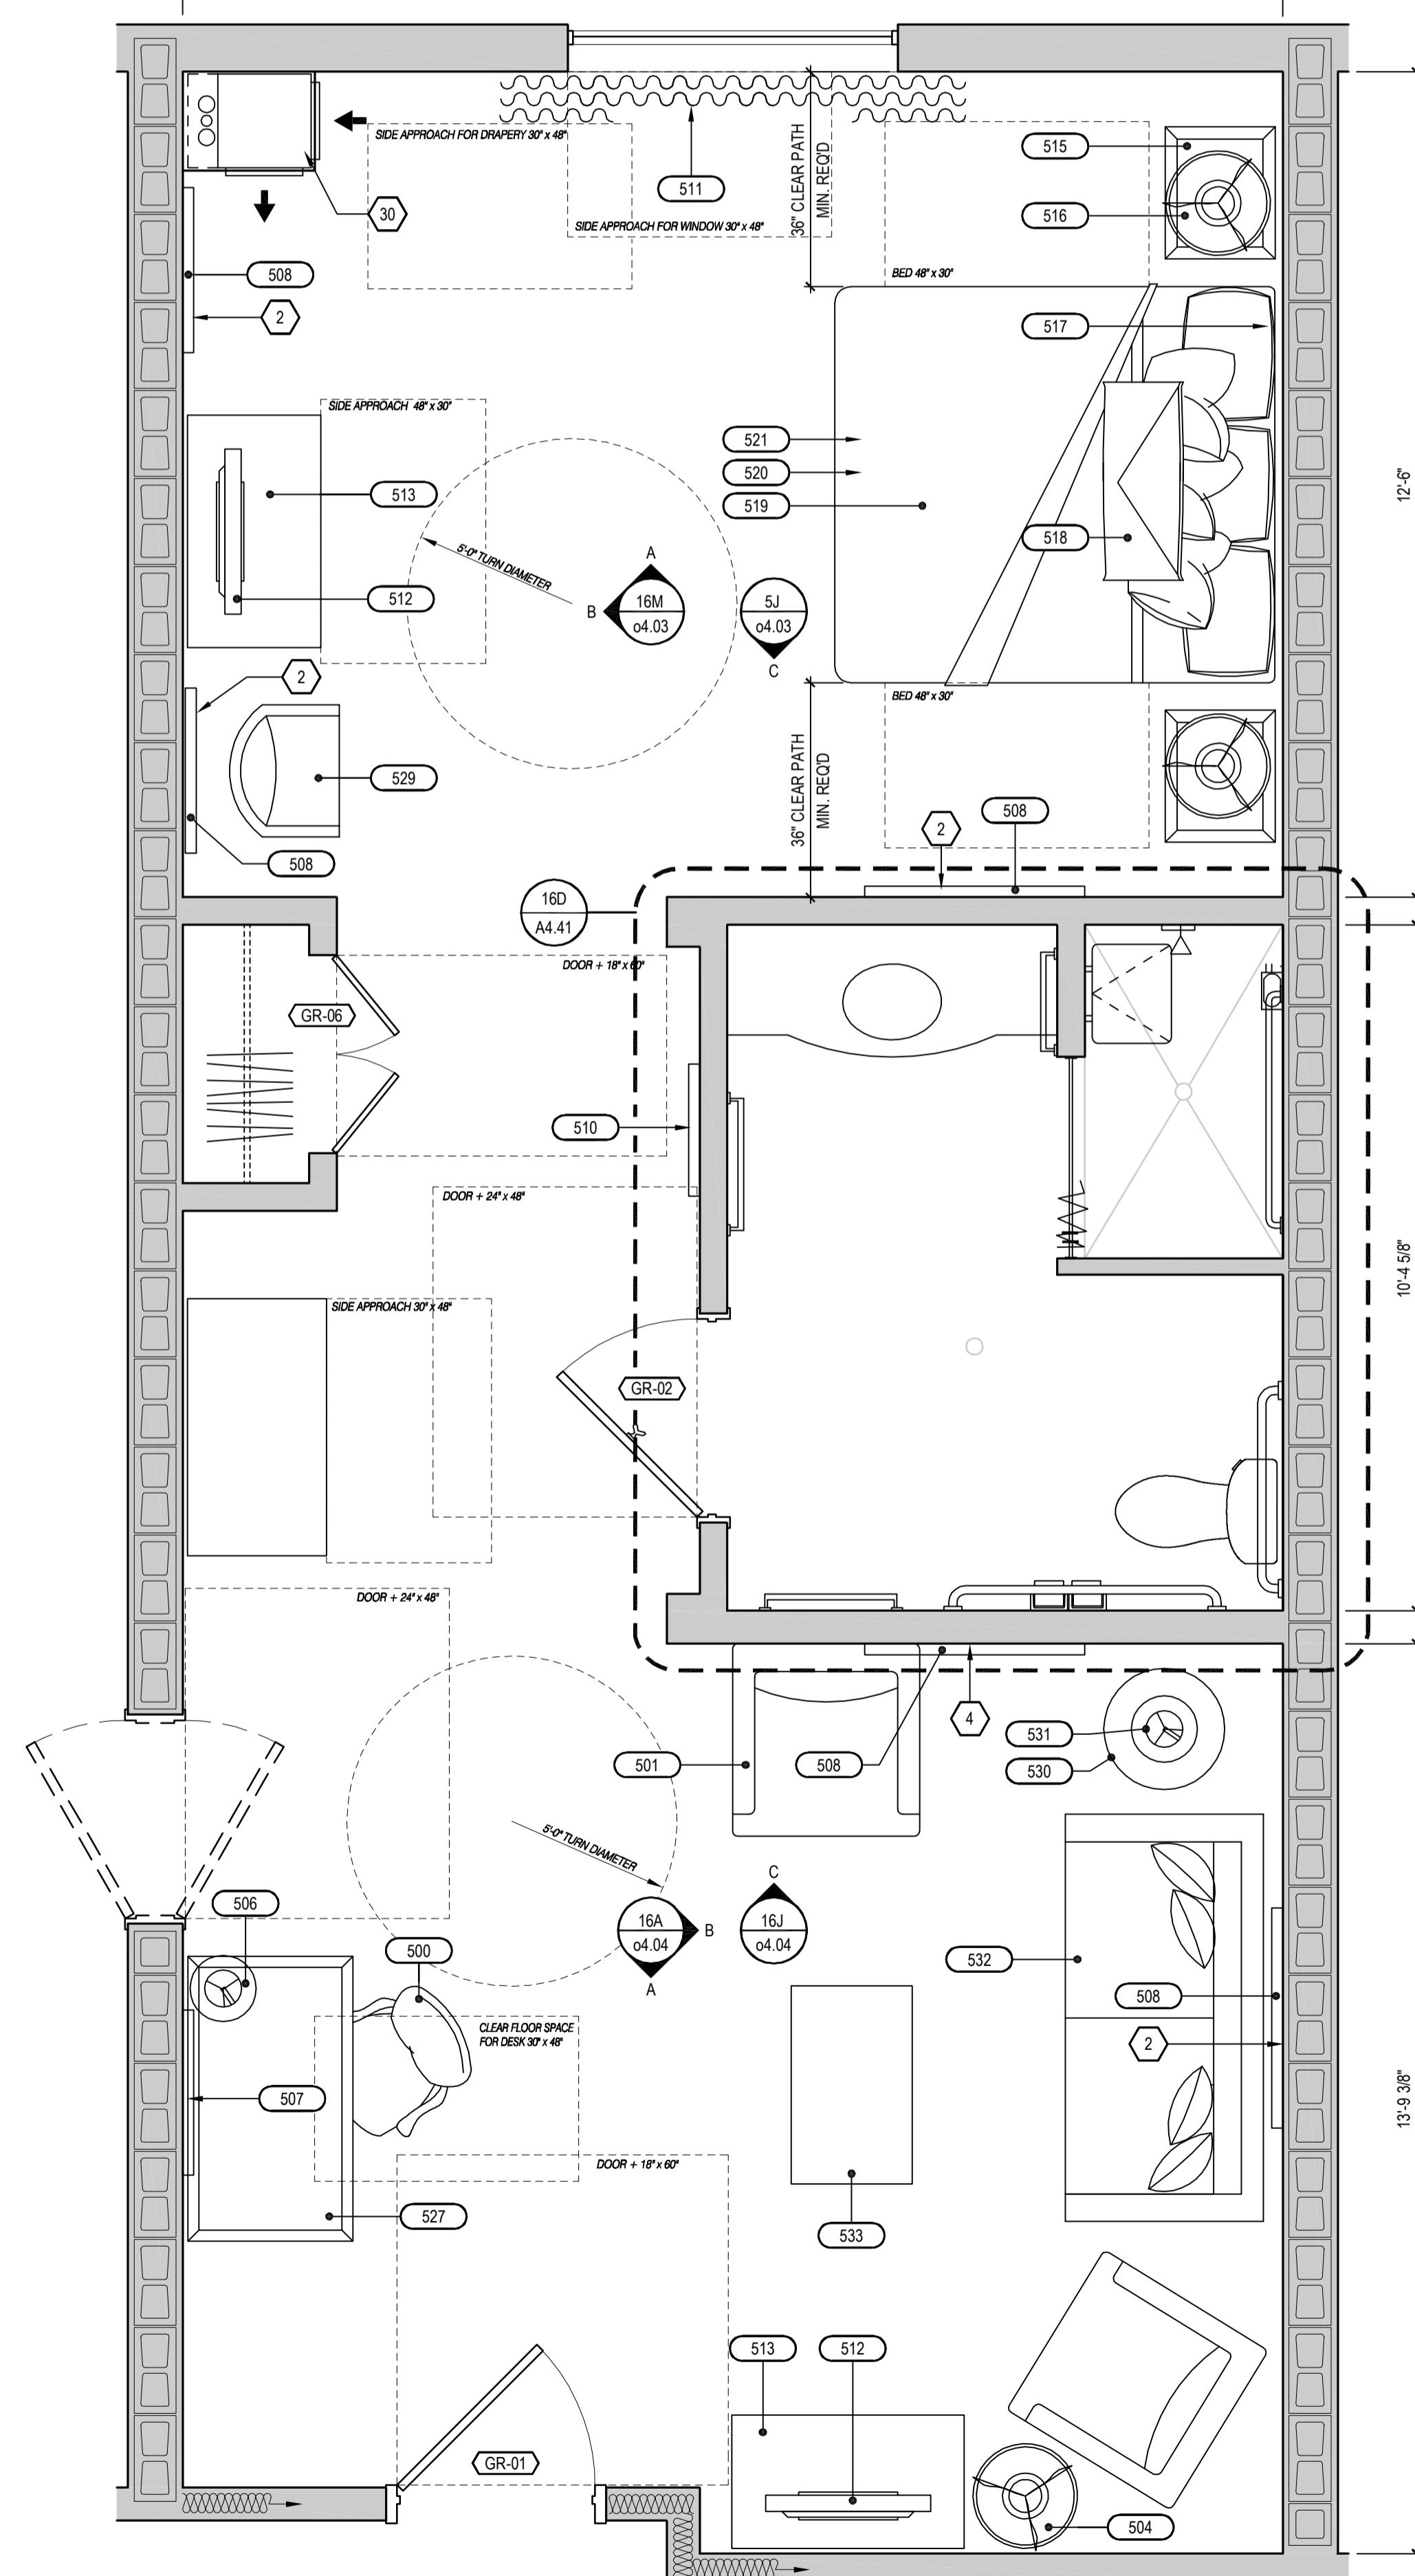 SIDE APPROACH FOR DRAPERY 30" x 48"
511
30
SIDE APPROACH FOR WINDOW 30" x 48"
36" CLEAR PATH
MIN. REQ'D
515
516
508
2
BED 48" x 30"
517
SIDE APPROACH 48" x 30"
521
520
519
518
513
512
5'-0" TURN DIAMETER
A
B
16M
o4.03
5J
o4.03
C
12'-6"
2
529
508
BED 48" x 30"
36" CLEAR PATH
MIN. REQ'D
2
508
16D
A4.41
DOOR + 18" x 60"
GR-06
510
DOOR + 24" x 48"
SIDE APPROACH 30" x 48"
GR-02
10'-4 5/8"
DOOR + 24" x 48"
4
501
508
531
530
5'-0" TURN DIAMETER
506
500
16A
o4.04
B
A
C
16J
o4.04
532
508
2
CLEAR FLOOR SPACE
FOR DESK 30" x 48"
507
527
DOOR + 18" x 60"
533
13'-9 3/8"
513
512
GR-01
504